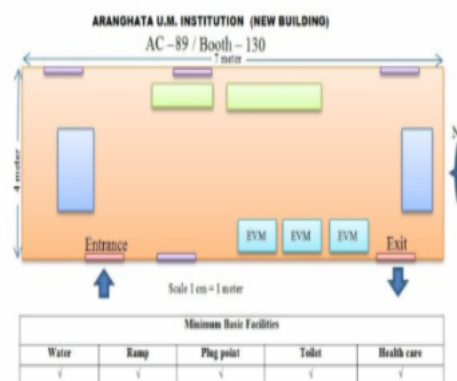 ARANGHATA U.M. INSTITUTION (NEW BUILDING)
AC – 89 / Booth – 130
7 meter
4 meter
N
EVM EVM EVM
Entrance Exit
Scale 1 cm = 1 meter
Minimum Basic Facilities
Water Ramp Plug point Toilet Health care
√ √ √ √ √